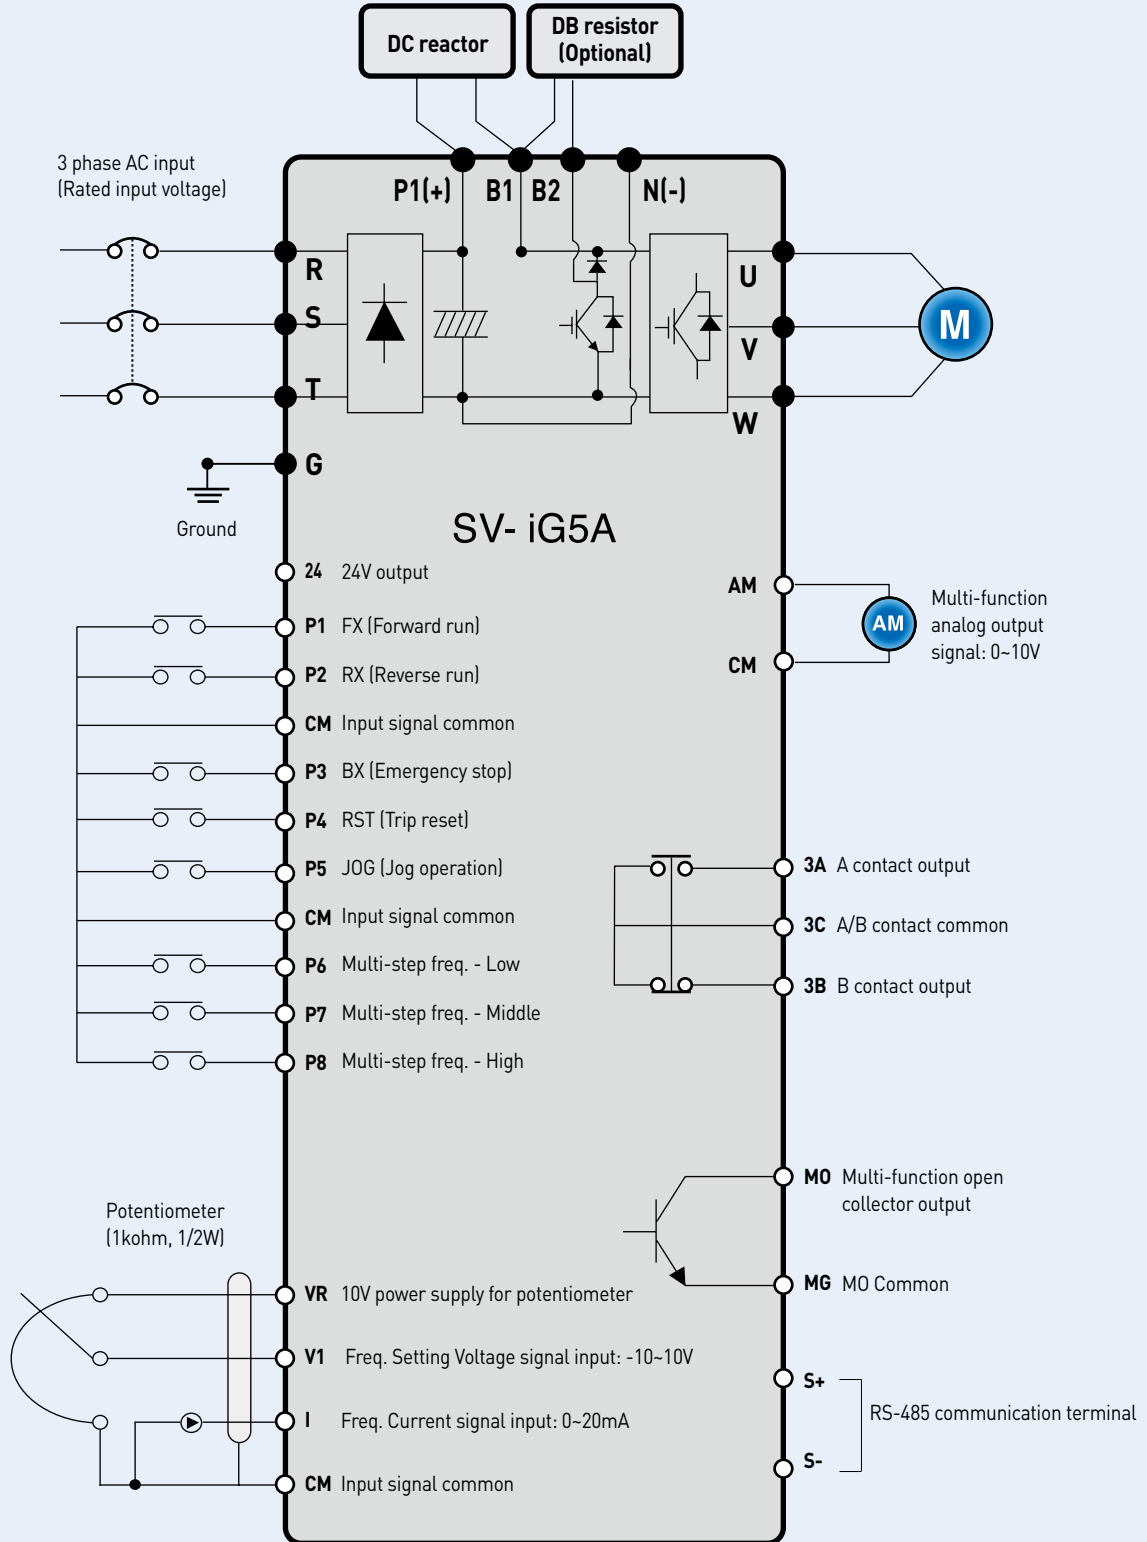 DC reactor
DB resistor
(Optional)
3 phase AC input
(Rated input voltage)
P1(+)
B1
B2
N(-)
R
S
T
G
U
V
W
M
Ground
SV- iG5A
24 24V output
P1 FX (Forward run)
P2 RX (Reverse run)
CM Input signal common
P3 BX (Emergency stop)
P4 RST (Trip reset)
P5 JOG (Jog operation)
CM Input signal common
P6 Multi-step freq. - Low
P7 Multi-step freq. - Middle
P8 Multi-step freq. - High
AM
AM
CM
Multi-function
analog output
signal: 0~10V
3A A contact output
3C A/B contact common
3B B contact output
MO Multi-function open
collector output
MG MO Common
Potentiometer
(1kohm, 1/2W)
VR 10V power supply for potentiometer
V1 Freq. Setting Voltage signal input: -10~10V
I Freq. Current signal input: 0~20mA
CM Input signal common
S+
RS-485 communication terminal
S-